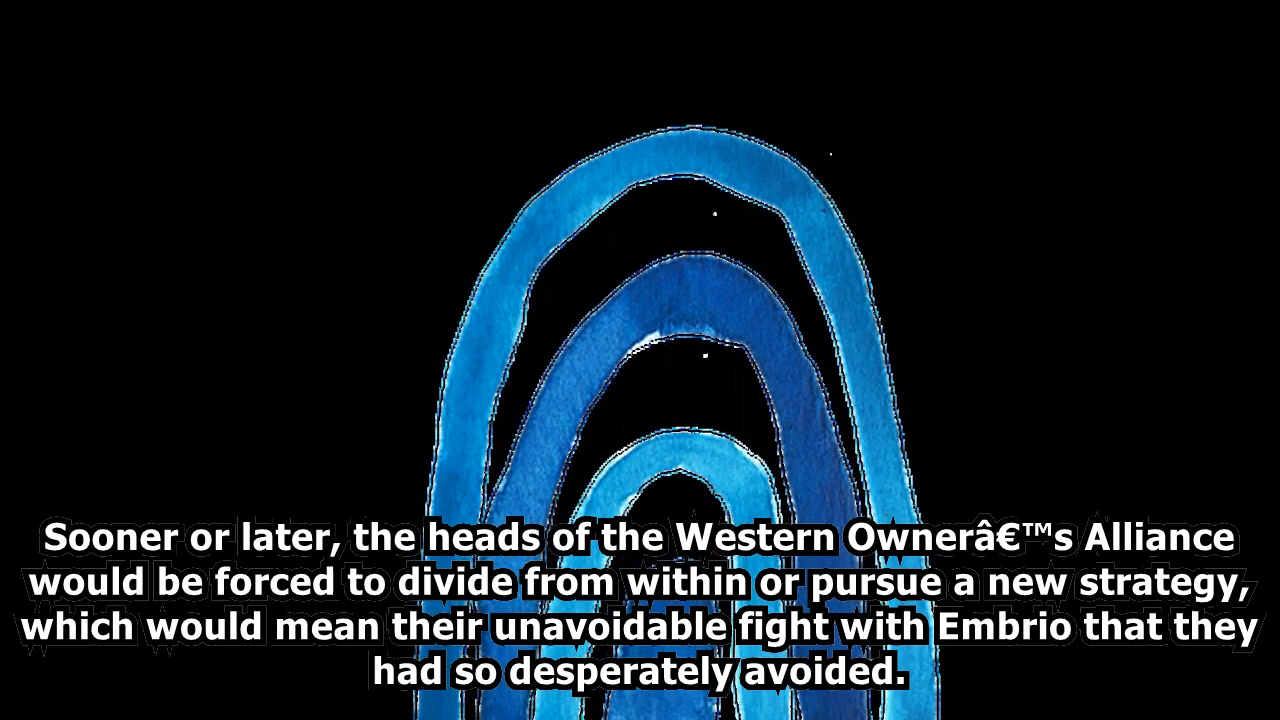 Sooner or later, the heads of the Western Ownerâ€™s Alliance
would be forced to divide from within or pursue a new strategy,
which would mean their unavoidable fight with Embrio that they
had so desperately avoided.